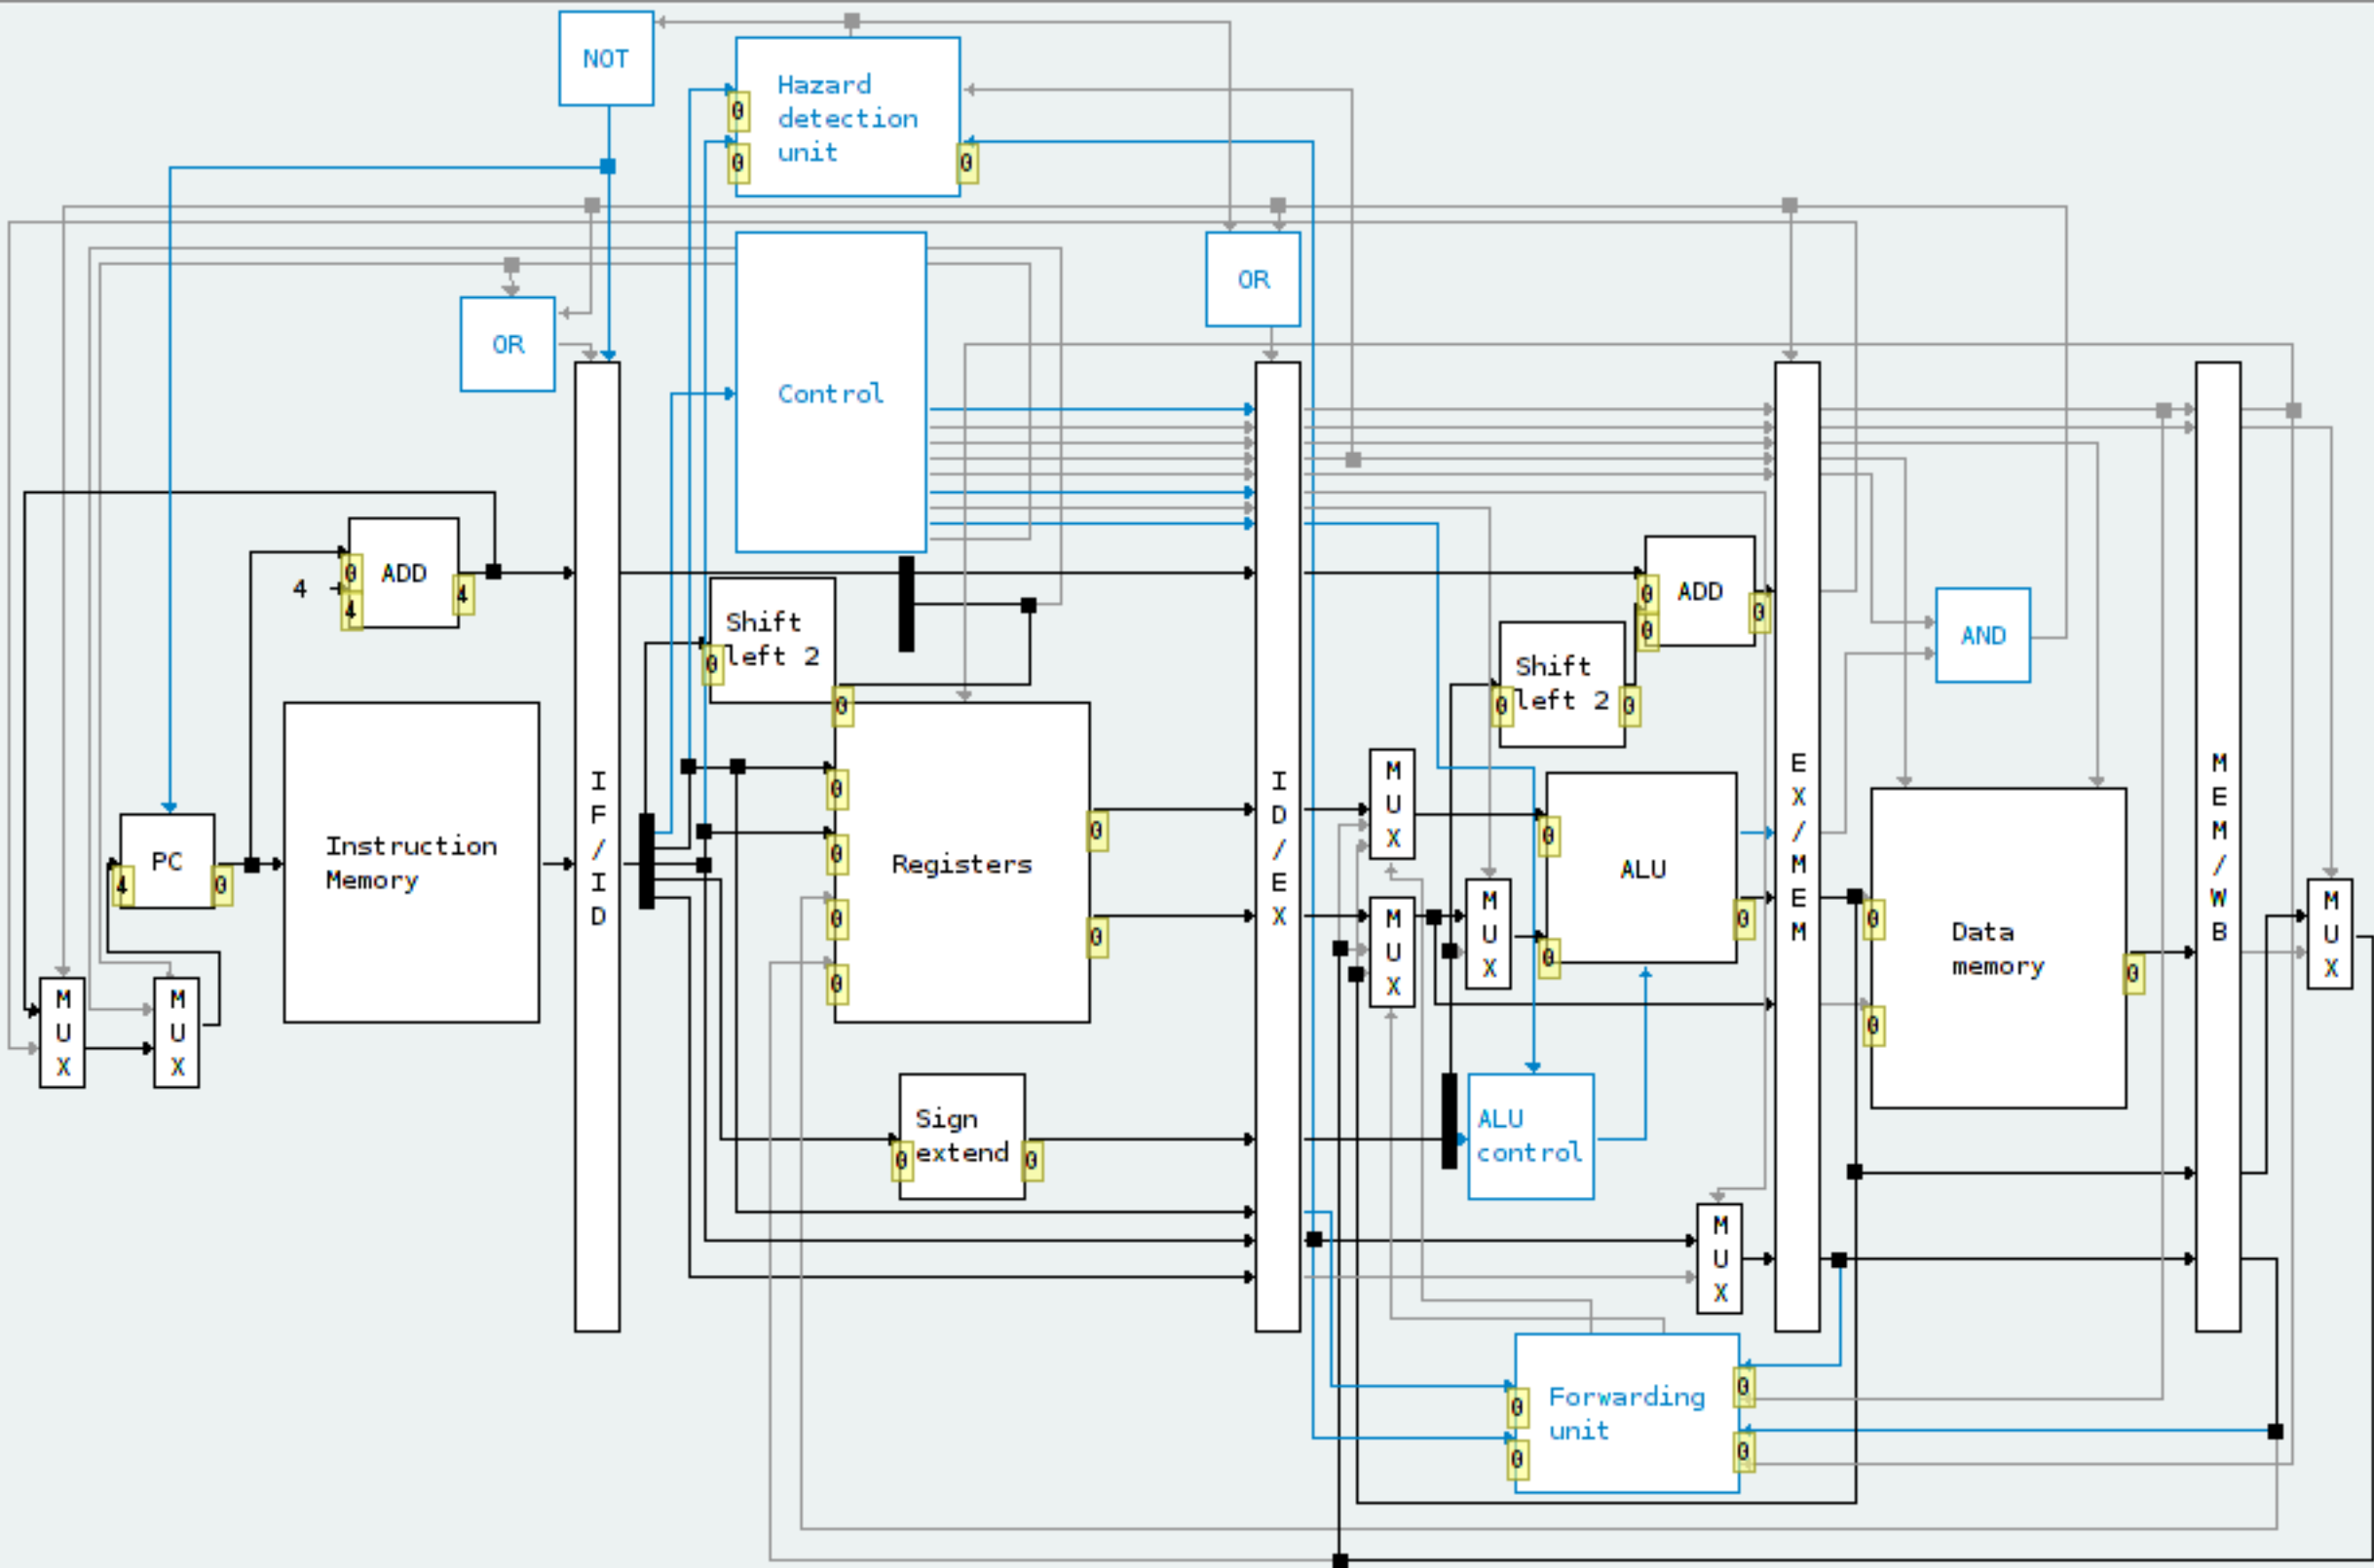 NOT
Hazard
detection
unit
0
0
0
OR
OR
Control
4
0
4
ADD
4
Shift
left 2
0
0
0
0
ADD
0
Shift
left 2
0
0
AND
Instruction
Memory
PC
4
0
M
U
X
M
U
X
I
F
/
I
D
0
0
0
0
Registers
0
0
Sign
extend
0
0
I
D
/
E
X
M
U
X
M
U
X
M
U
X
0
0
ALU
0
ALU
control
M
U
X
E
X
/
M
E
M
0
0
Data
memory
0
M
E
M
/
W
B
M
U
X
Forwarding
unit
0
0
0
0